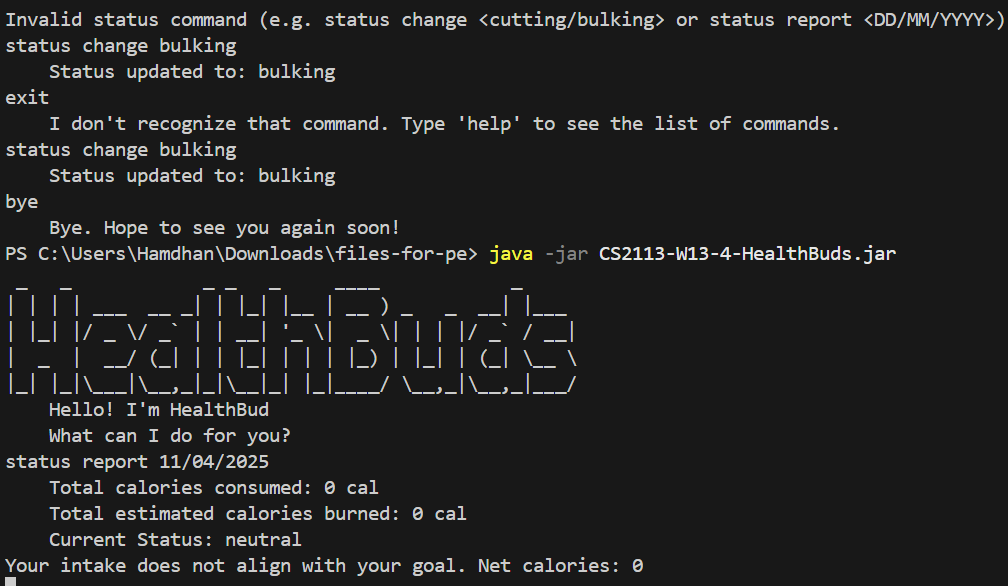 Invalid status command (e.g. status change <cutting/bulking> or status report <DD/MM/YYYY>)
status change bulking
    Status updated to: bulking
exit
    I don't recognize that command. Type 'help' to see the list of commands.
status change bulking
    Status updated to: bulking
bye
    Bye. Hope to see you again soon!
PS C:\Users\Hamdhan\Downloads\files-for-pe> java -jar CS2113-W13-4-HealthBuds.jar
HealthBuds
    Hello! I'm HealthBud
    What can I do for you?
status report 11/04/2025
    Total calories consumed: 0 cal
    Total estimated calories burned: 0 cal
    Current Status: neutral
Your intake does not align with your goal. Net calories: 0